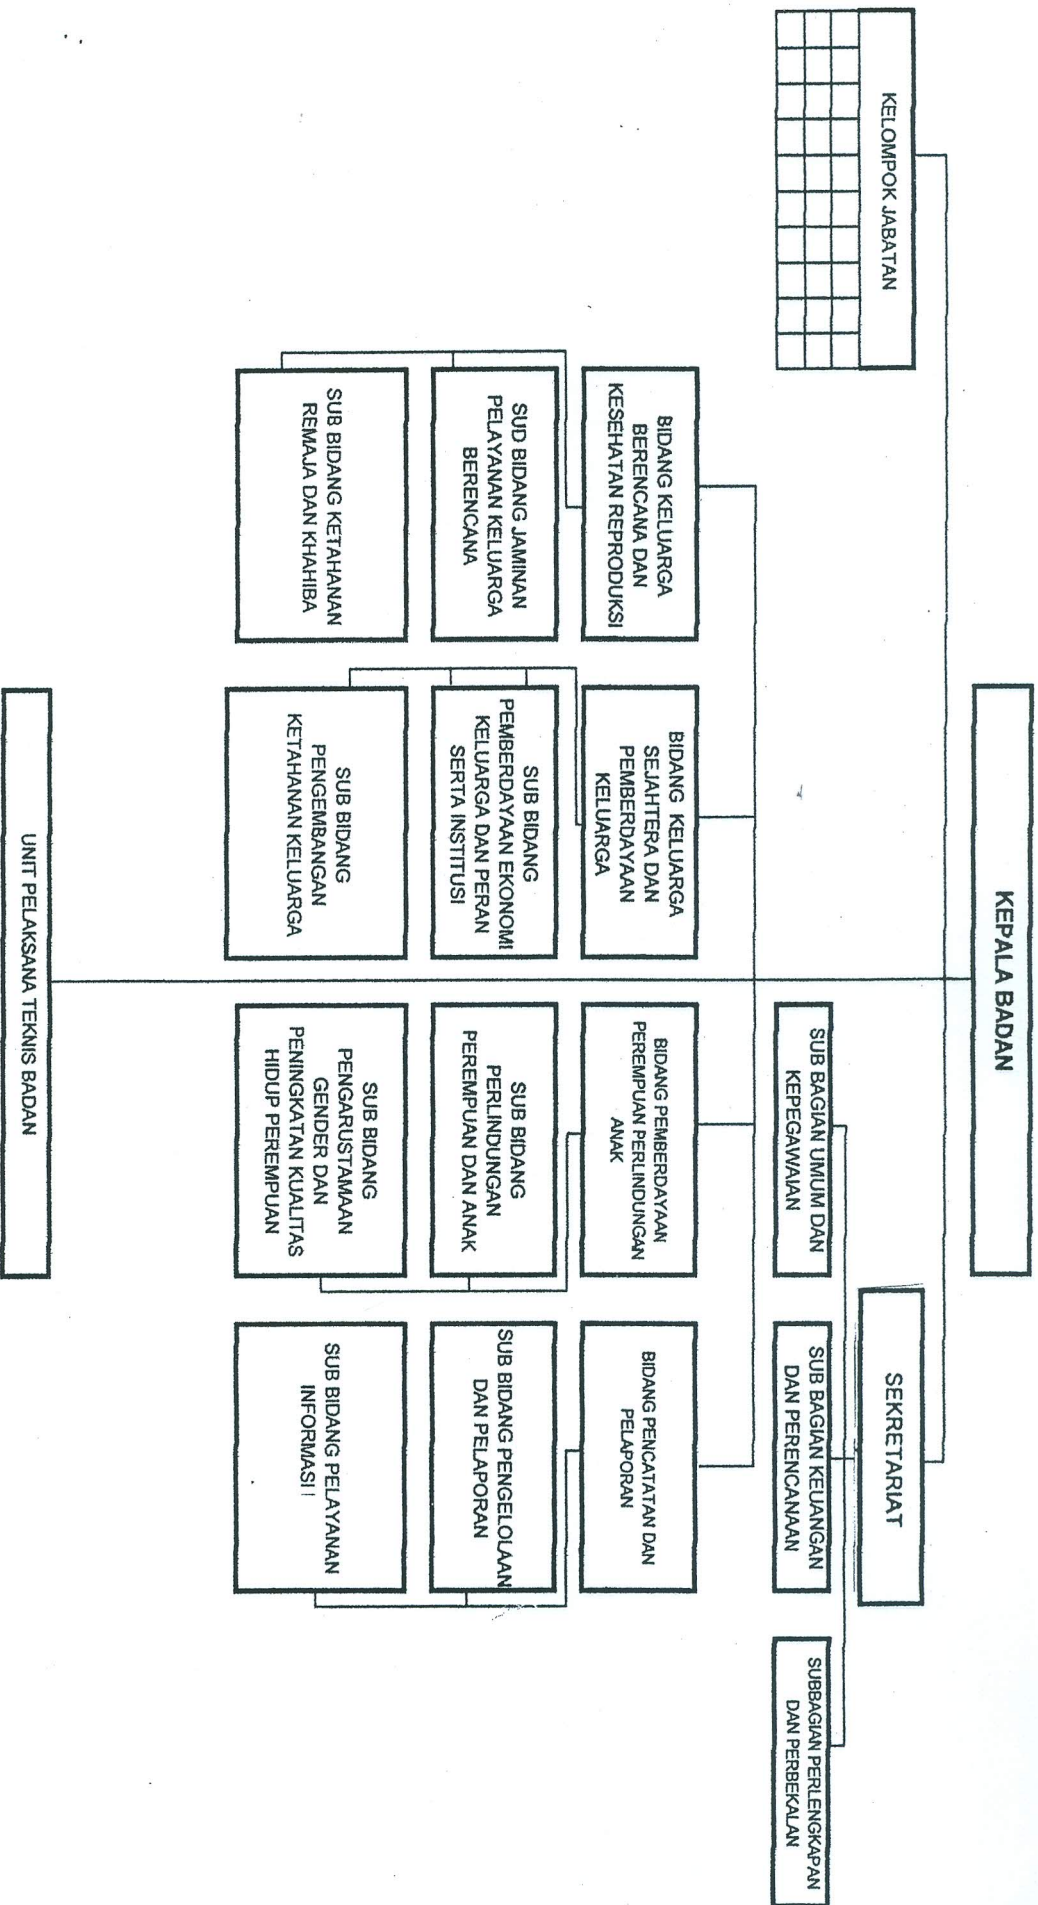 KEPALA BADAN
KELOMPOK JABATAN
SEKRETARIAT
SUB BAGIAN UMUM DAN
KEPEGAWAIAN
SUB BAGIAN KEUANGAN
DAN PERENCANAAN
SUBBAGIAN PERLENGKAPAN
DAN PERBEKALAN
BIDANG KELUARGA
BERENCANA DAN
KESEHATAN REPRODUKSI
BIDANG KELUARGA
SEJAHTERA DAN
PEMBERDAYAAN
KELUARGA
BIDANG PEMBERDAYAAN
PEREMPUAN PERLINDUNGAN
ANAK
BIDANG PENCATATAN DAN
PELAPORAN
SUD BIDANG JAMINAN
PELAYANAN KELUARGA
BERENCANA
SUB BIDANG
PEMBERDAYAAN EKONOMI
KELUARGA DAN PERAN
SERTA INSTITUSI
SUB BIDANG
PERLINDUNGAN
PEREMPUAN DAN ANAK
SUB BIDANG PENGELOLAAN
DAN PELAPORAN
SUB BIDANG KETAHANAN
REMAJA DAN KHAHIBA
SUB BIDANG
PENGEMBANGAN
KETAHANAN KELUARGA
SUB BIDANG
PENGARUSTAMAAN
GENDER DAN
PENINGKATAN KUALITAS
HIDUP PEREMPUAN
SUB BIDANG PELAYANAN
INFORMASI !
UNIT PELAKSANA TEKNIS BADAN